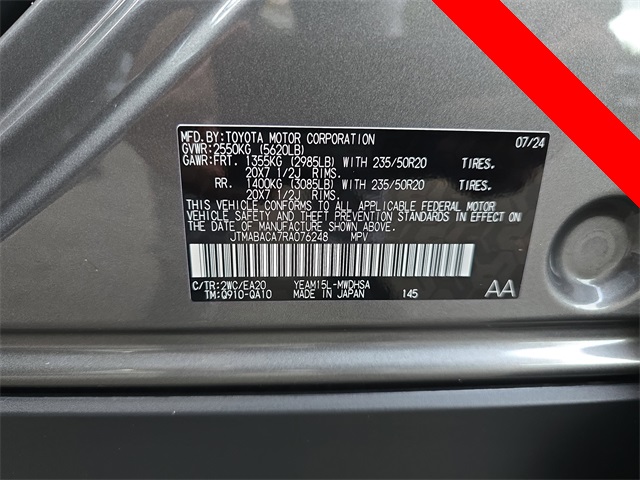 MFD.BY:TOYOTA MOTOR CORPORATION 07/24
GVWR:2550KG (5620LB)
GAWR:FRT. 1355KG (2985LB) WITH 235/50R20 TIRES.
20X7 1/2J RIMS.
RR. 1400KG (3085LB) WITH 235/50R20 TIRES.
20X7 1/2J RIMS.
THIS VEHICLE CONFORMS TO ALL APPLICABLE FEDERAL MOTOR
VEHICLE SAFETY AND THEFT PREVENTION STANDARDS IN EFFECT ON
THE DATE OF MANUFACTURE SHOWN ABOVE.
JTMABACA7RA076248 MPV
C/TR:2WC/EA20 YEAM15L-MWDHSA
TM:Q910-QA10 MADE IN JAPAN 145 AA